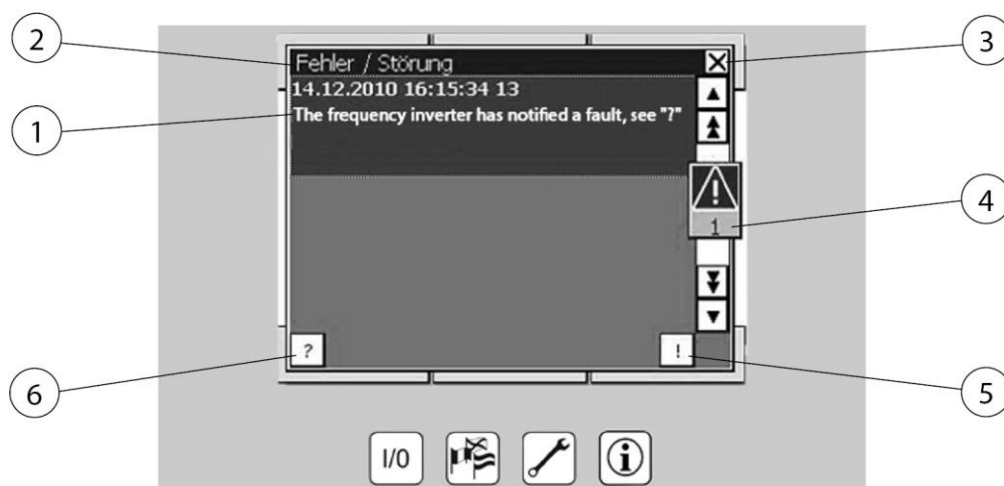 2
3
Fehler / Störung
14.12.2010 16:15:34 13
The frequency inverter has notified a fault, see "?"
1
4
1
?
!
6
5
I/0